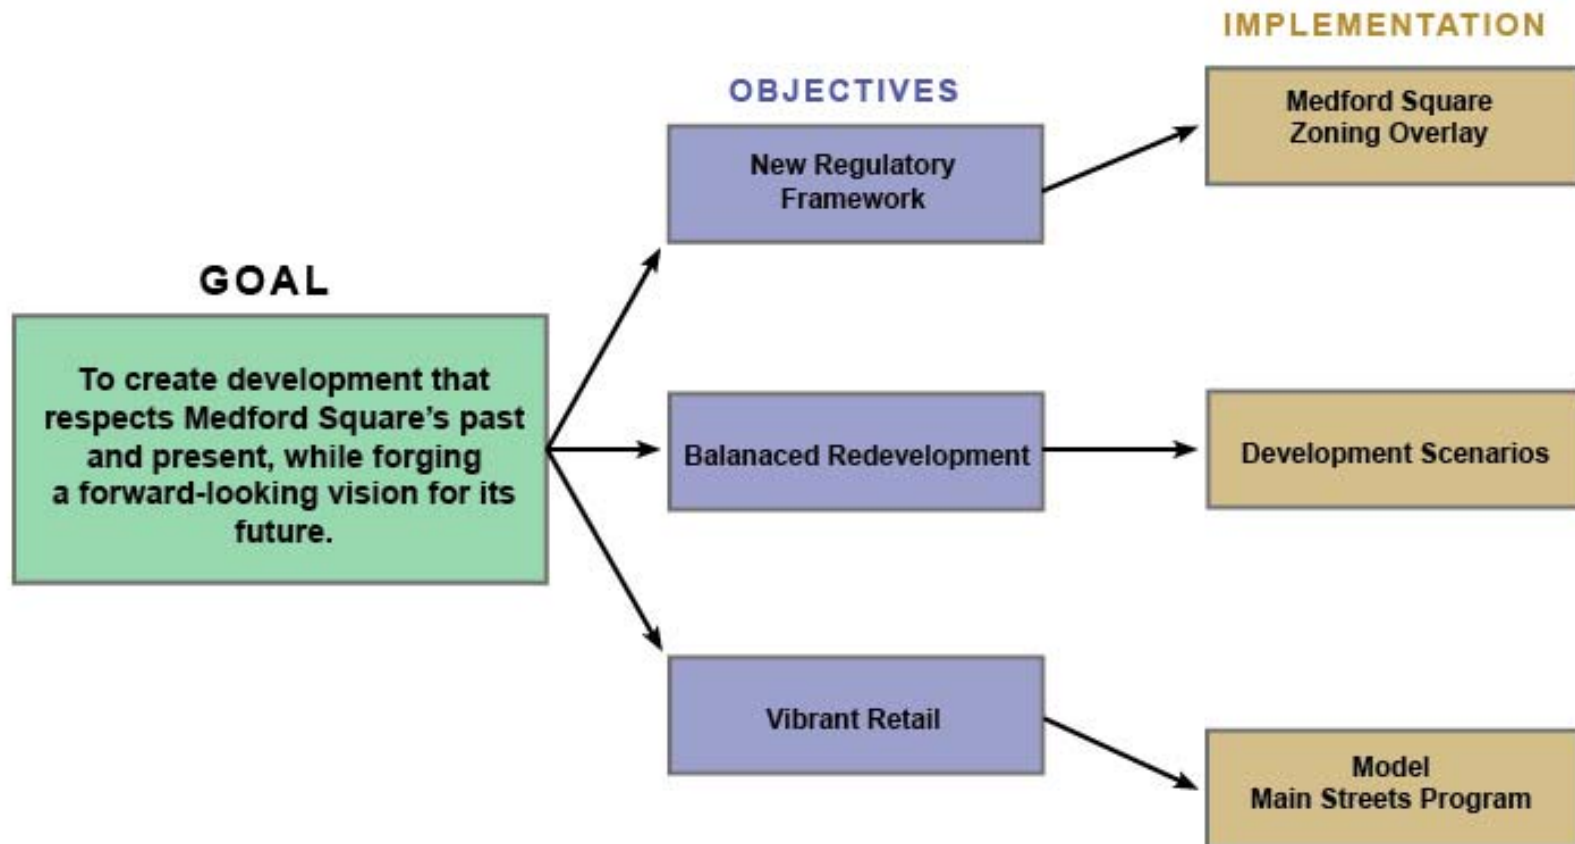 IMPLEMENTATION
OBJECTIVES
Medford Square
Zoning Overlay
New Regulatory
Framework
GOAL
To create development that
respects Medford Square’s past
and present, while forging
a forward-looking vision for its
future.
Balanaced Redevelopment
Development Scenarios
Vibrant Retail
Model
Main Streets Program